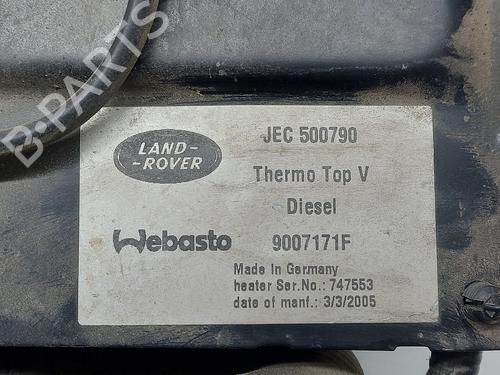 B-PARTS
LAND-
-ROVER
JEC 500790
Thermo Top V
Diesel
Webasto
9007171F
Made In Germany
heater Ser.No.: 747553
date of manf.: 3/3/2005